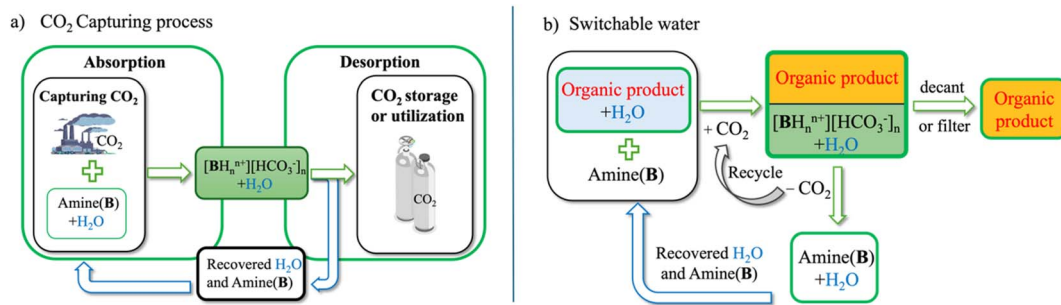 a) CO₂ Capturing process
Absorption
Desorption
Capturing CO₂
CO₂
Amine(B)
+H₂O
[BHₙⁿ⁺][HCO₃⁻]ₙ
+H₂O
CO₂ storage
or utilization
CO₂
Recovered H₂O
and Amine(B)
b) Switchable water
Organic product
+H₂O
Amine(B)
+ CO₂
Recycle
– CO₂
Organic product
[BHₙⁿ⁺][HCO₃⁻]ₙ
+H₂O
decant
or filter
Organic
product
Recovered H₂O
and Amine(B)
Amine(B)
+H₂O